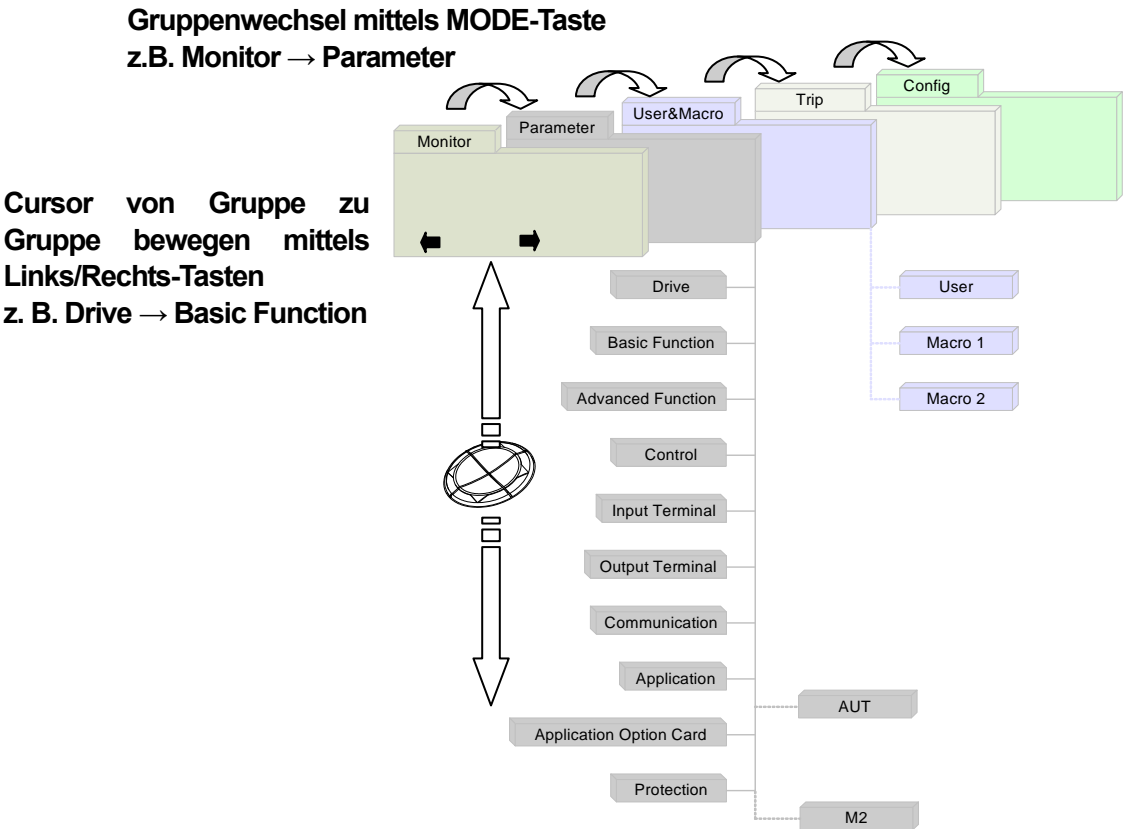 Gruppenwechsel mittels MODE-Taste
z.B. Monitor → Parameter
Config
Trip
User&Macro
Parameter
Monitor
Cursor von Gruppe zu
Gruppe bewegen mittels
Links/Rechts-Tasten
z. B. Drive → Basic Function
Drive
User
Basic Function
Macro 1
Advanced Function
Macro 2
Control
Input Terminal
Output Terminal
Communication
Application
AUT
Application Option Card
Protection
M2